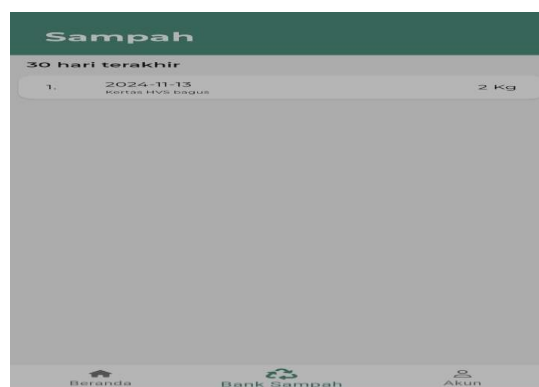 Sampah
30 hari terakhir
1. 2024-11-13 2 Kg
Kertas HVS bagus
Beranda Bank Sampah Akun